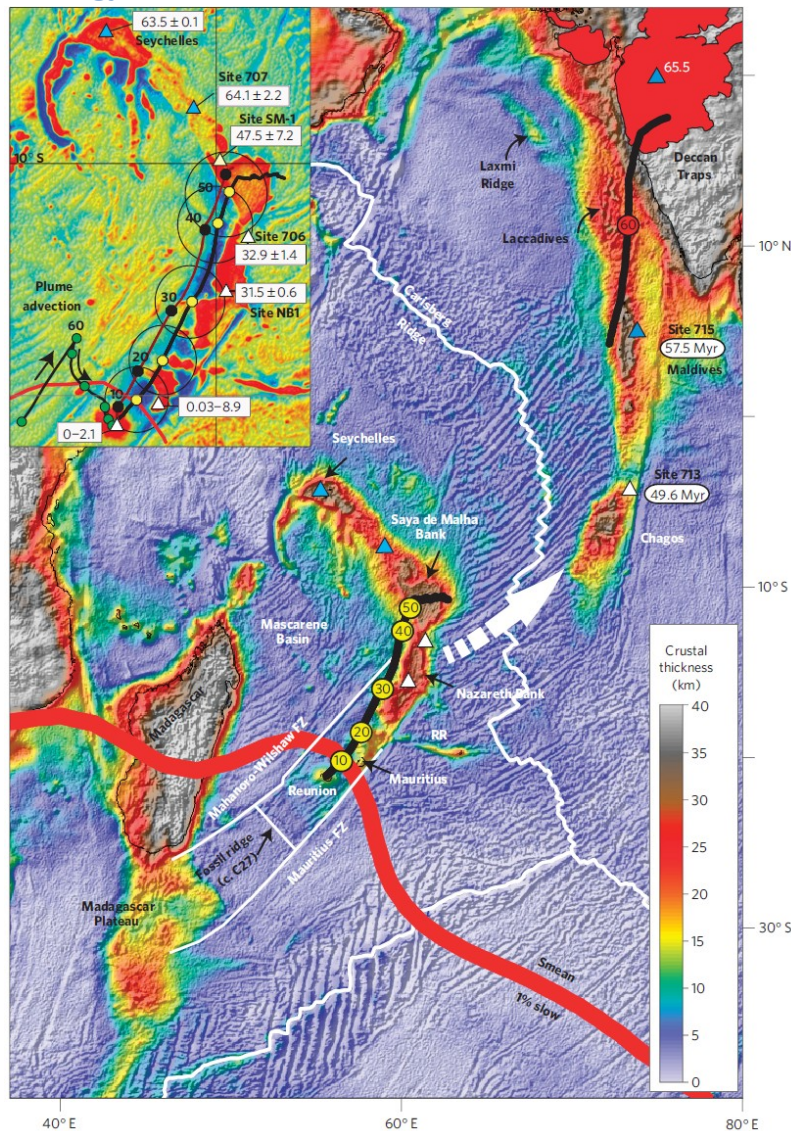 63.5 ± 0.1
Seychelles
Site 707
64.1 ± 2.2
Site SM-1
47.5 ± 7.2
10° S
50
40
Site 706
32.9 ± 1.4
Plume
advection
60
30
31.5 ± 0.6
Site NB1
20
10
0.03–8.9
0–2.1
65.5
Laxmi
Ridge
Deccan
Traps
Laccadives
60
10° N
Carlsberg
Ridge
Site 715
57.5 Myr
Maldives
Seychelles
Site 713
49.6 Myr
Saya de Malha
Bank
Chagos
10° S
Mascarene
Basin
50
40
30
20
10
Nazareth Bank
RR
Madagascar
Mahanoro-Wilshaw FZ
Reunion
Mauritius
Fossil ridge
(c. C27)
Mauritius FZ
Madagascar
Plateau
30° S
Smean
1% slow
Crustal
thickness
(km)
40
35
30
25
20
15
10
5
0
40° E
60° E
80° E